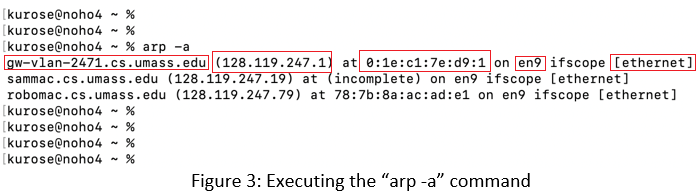 [kurose@noho4 ~ %
[kurose@noho4 ~ %
[kurose@noho4 ~ % arp -a
gw-vlan-2471.cs.umass.edu (128.119.247.1) at 0:1e:c1:7e:d9:1 on en9 ifscope [ethernet]
sammac.cs.umass.edu (128.119.247.19) at (incomplete) on en9 ifscope [ethernet]
robomac.cs.umass.edu (128.119.247.79) at 78:7b:8a:ac:ad:e1 on en9 ifscope [ethernet]
[kurose@noho4 ~ %
[kurose@noho4 ~ %
[kurose@noho4 ~ %
[kurose@noho4 ~ %
Figure 3: Executing the “arp -a” command